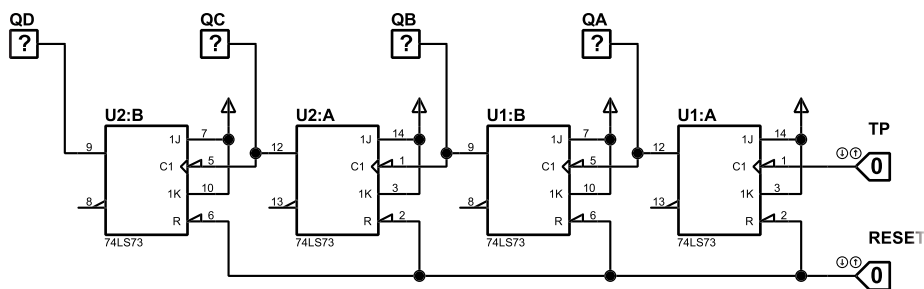 QD QC QB QA
? ? ? ?
U2:B U2:A U1:B U1:A TP
9 1J 7 12 1J 14 9 1J 7 12 1J 14
C1 5 C1 1 C1 5 C1 1 0
8 1K 10 13 1K 3 8 1K 10 13 1K 3
R 6 R 2 R 6 R 2
74LS73 74LS73 74LS73 74LS73 RESET
0